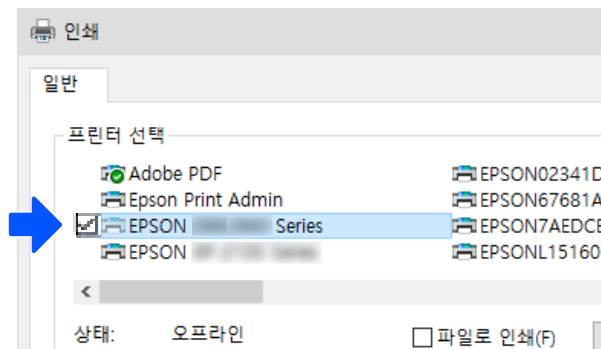 인쇄
일반
프린터 선택
Adobe PDF
Epson Print Admin
EPSON Series
EPSON
EPSON02341D
EPSON67681A
EPSON7AEDCE
EPSONL15160
상태: 오프라인
파일로 인쇄(F)